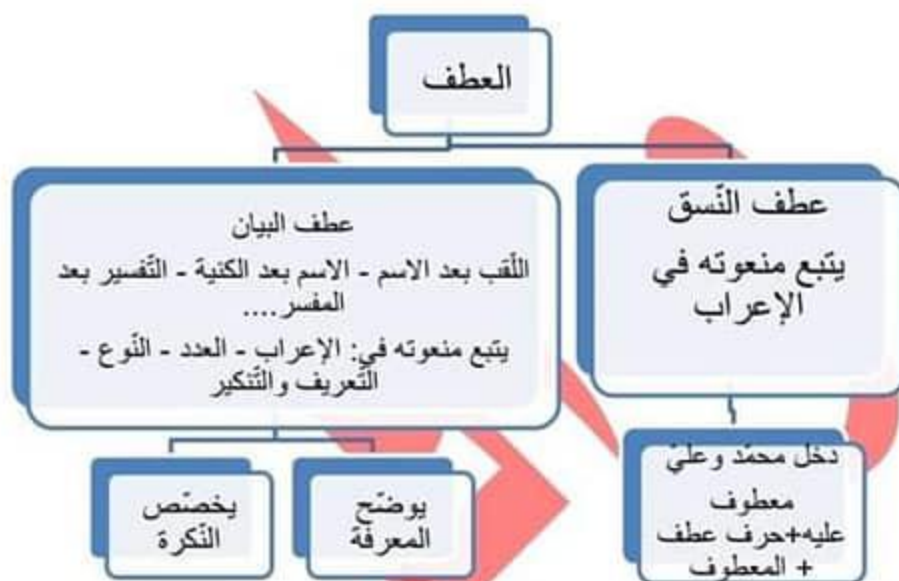 العطف
عطف النّسق
يتبع منعوته في
الإعراب
عطف البيان
اللّقب بعد الاسم - الاسم بعد الكنية - التّفسير بعد
المفسر....
يتبع منعوته في: الإعراب - العدد - النّوع -
التّعريف والتّنكير
دخل محمّد وعليّ
معطوف
عليه+حرف عطف
+ المعطوف
يوضّح
المعرفة
يخصّص
النّكرة